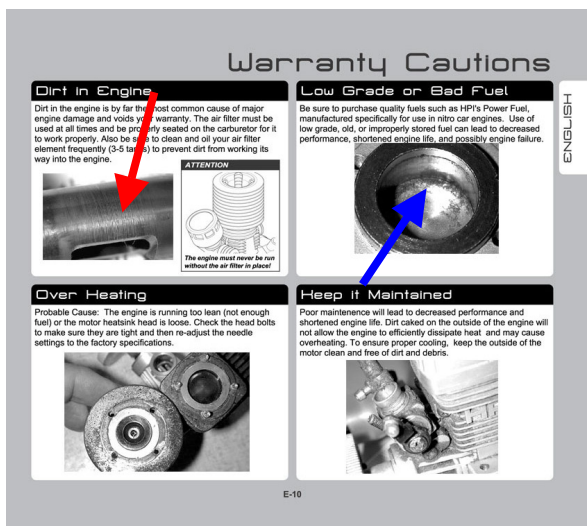 Warranty Cautions
ENGLISH
Dirt in Engine
Dirt in the engine is by far the most common cause of major
engine damage and voids your warranty. The air filter must be
used at all times and be properly seated on the carburetor for it
to work properly. Also be sure to clean and oil your air filter
element frequently (3-5 tanks) to prevent dirt from working its
way into the engine.
ATTENTION
The engine must never be run
without the air filter in place!
Low Grade or Bad Fuel
Be sure to purchase quality fuels such as HPI's Power Fuel,
manufactured specifically for use in nitro car engines. Use of
low grade, old, or improperly stored fuel can lead to decreased
performance, shortened engine life, and possibly engine failure.
Over Heating
Probable Cause: The engine is running too lean (not enough
fuel) or the motor heatsink head is loose. Check the head bolts
to make sure they are tight and then re-adjust the needle
settings to the factory specifications.
Keep it Maintained
Poor maintenence will lead to decreased performance and
shortened engine life. Dirt caked on the outside of the engine will
not allow the engine to efficiently dissipate heat and may cause
overheating. To ensure proper cooling, keep the outside of the
motor clean and free of dirt and debris.
E-10